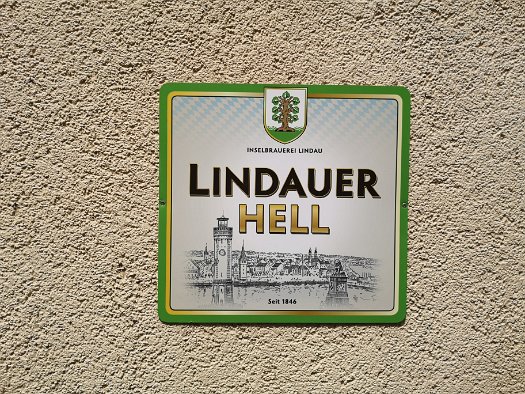 INSELBRAUEREI LINDAU
LINDAUER
HELL
Seit 1846